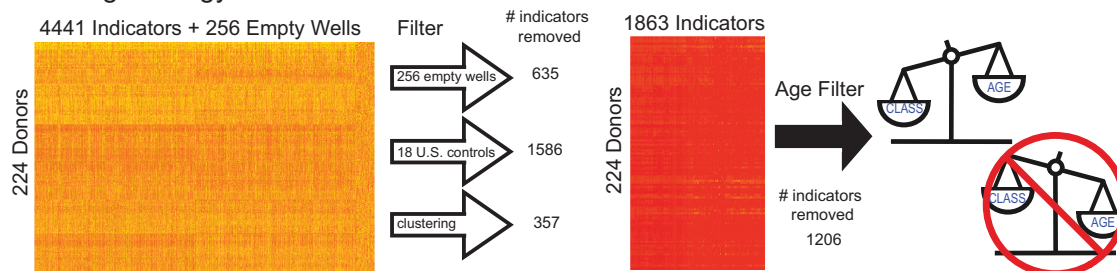 4441 Indicators + 256 Empty Wells
224 Donors
Filter
# indicators
removed
256 empty wells
635
18 U.S. controls
1586
clustering
357
1863 Indicators
224 Donors
Age Filter
# indicators
removed
1206
CLASS
AGE
CLASS
AGE